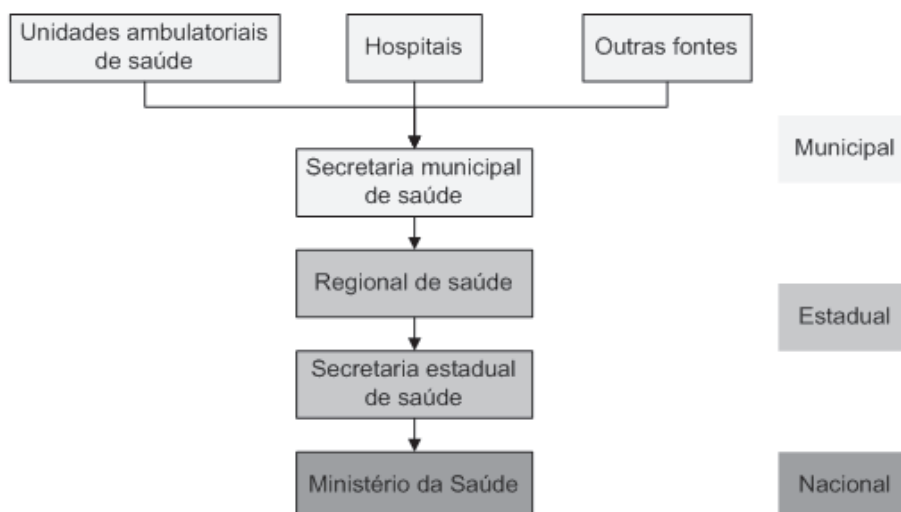 Unidades ambulatoriais
de saúde
Hospitais
Outras fontes
Municipal
Secretaria municipal
de saúde
Regional de saúde
Estadual
Secretaria estadual
de saúde
Ministério da Saúde
Nacional